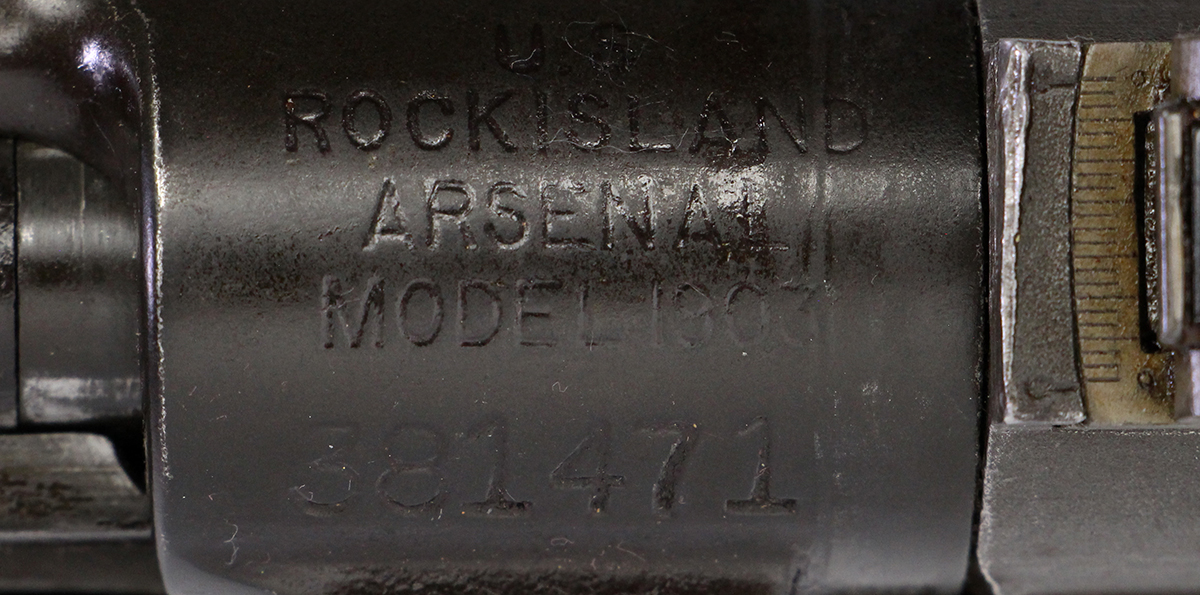 U.S
ROCK ISLAND
ARSENAL
MODEL 1903
381471